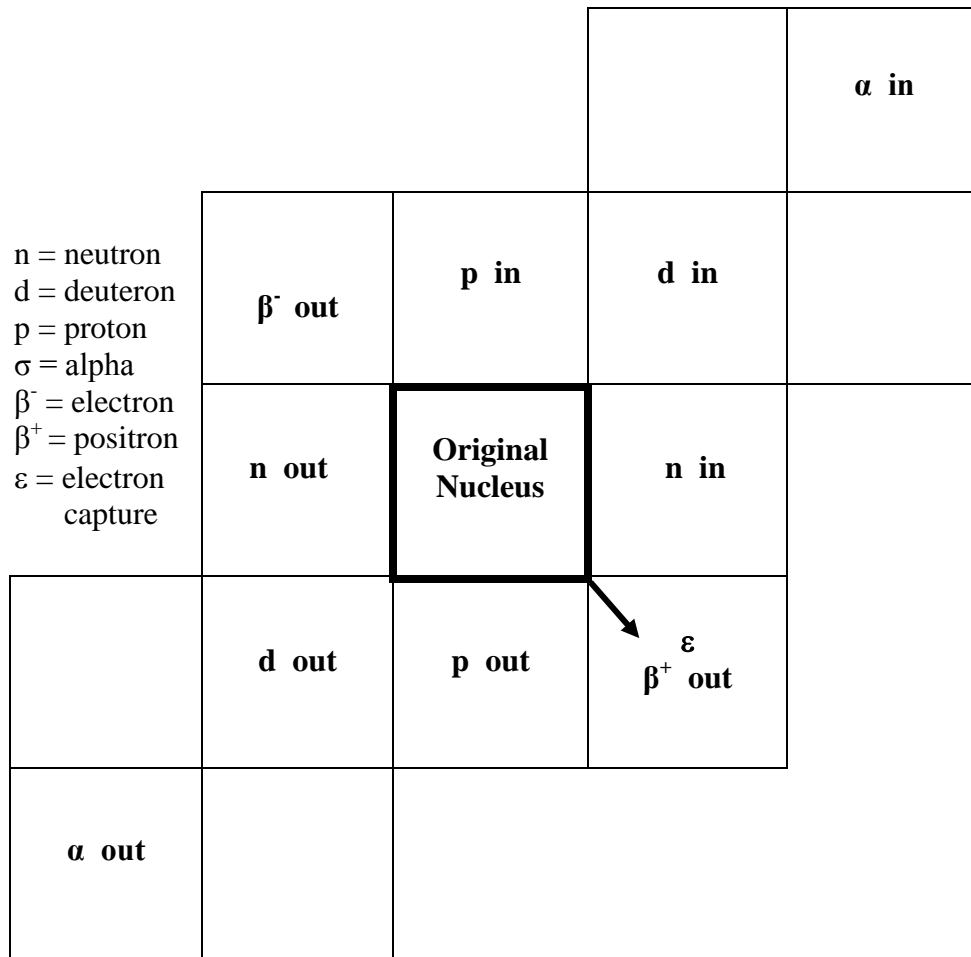 α in
n = neutron
d = deuteron
p = proton
σ = alpha
β⁻ = electron
β⁺ = positron
ε = electron
capture
β⁻ out
p in
d in
n out
Original
Nucleus
n in
d out
p out
ε
β⁺ out
α out